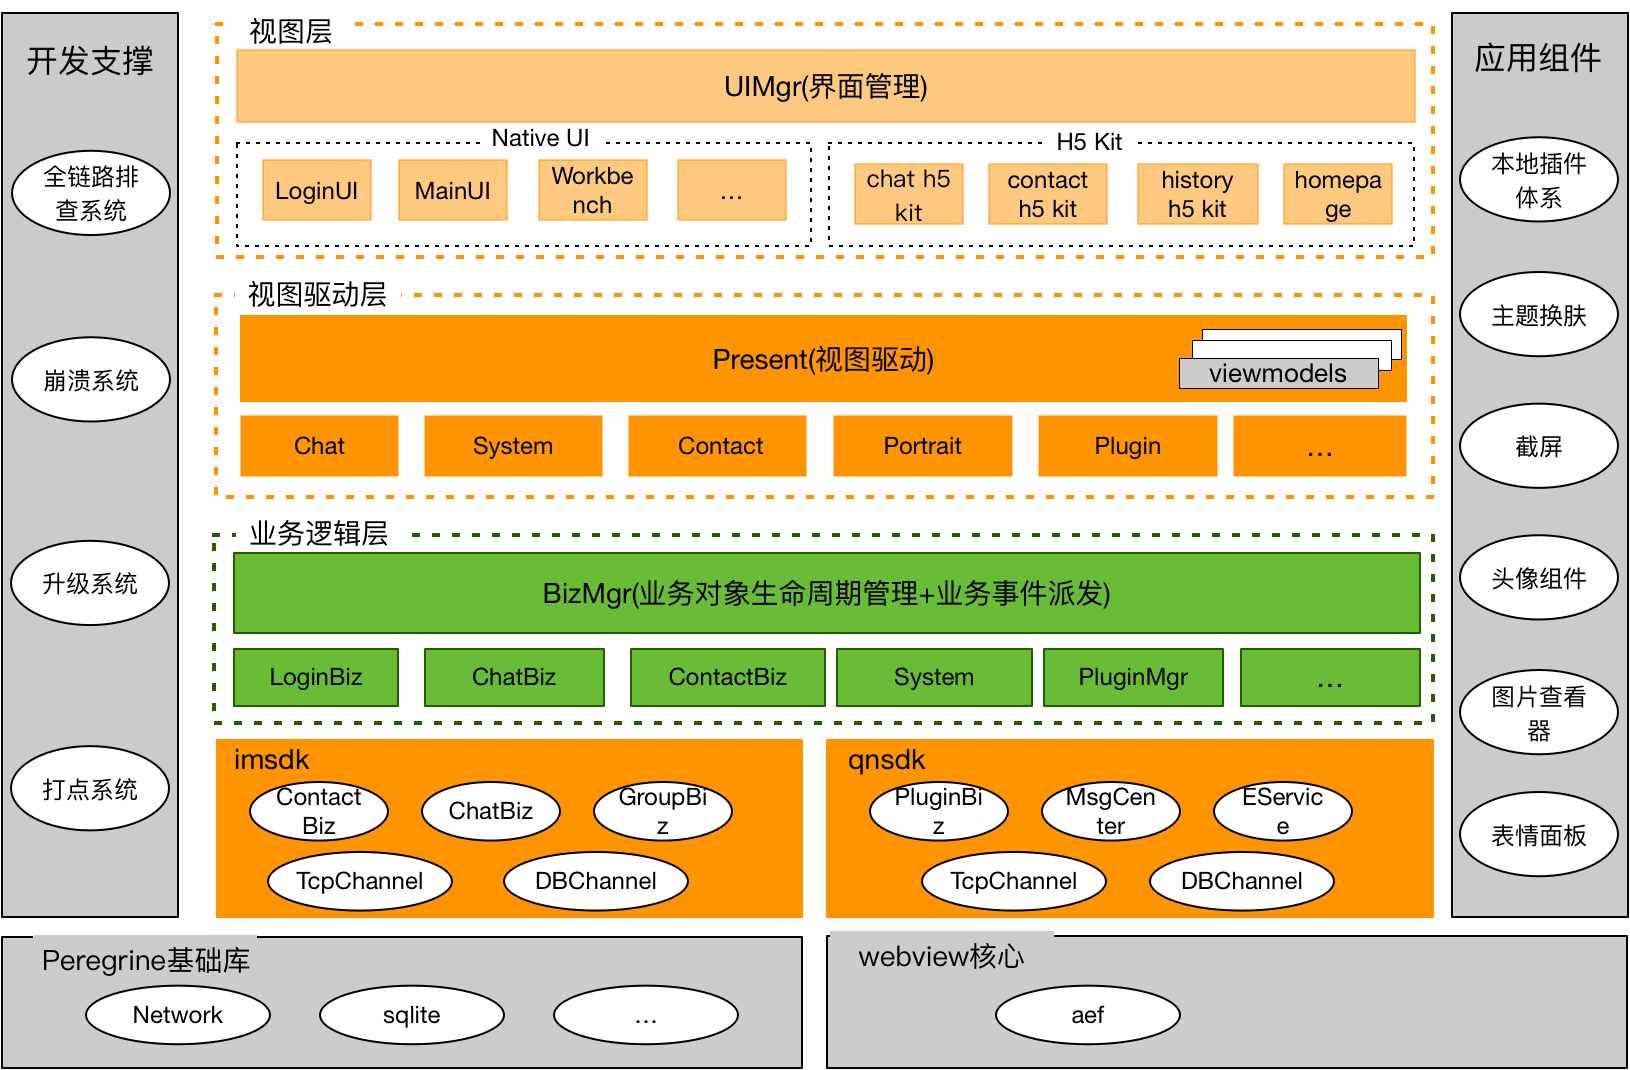 开发支撑
全链路排
查系统
崩溃系统
升级系统
打点系统
视图层
UIMgr(界面管理)
Native UI
LoginUI
MainUI
Workbe
nch
...
H5 Kit
chat h5
kit
contact
h5 kit
history
h5 kit
homepa
ge
视图驱动层
Present(视图驱动)
viewmodels
Chat
System
Contact
Portrait
Plugin
...
业务逻辑层
BizMgr(业务对象生命周期管理+业务事件派发)
LoginBiz
ChatBiz
ContactBiz
System
PluginMgr
...
imsdk
Contact
Biz
ChatBiz
GroupBi
z
TcpChannel
DBChannel
qnsdk
PluginBi
z
MsgCen
ter
EServic
e
TcpChannel
DBChannel
应用组件
本地插件
体系
主题换肤
截屏
头像组件
图片查看
器
表情面板
Peregrine基础库
Network
sqlite
...
webview核心
aef